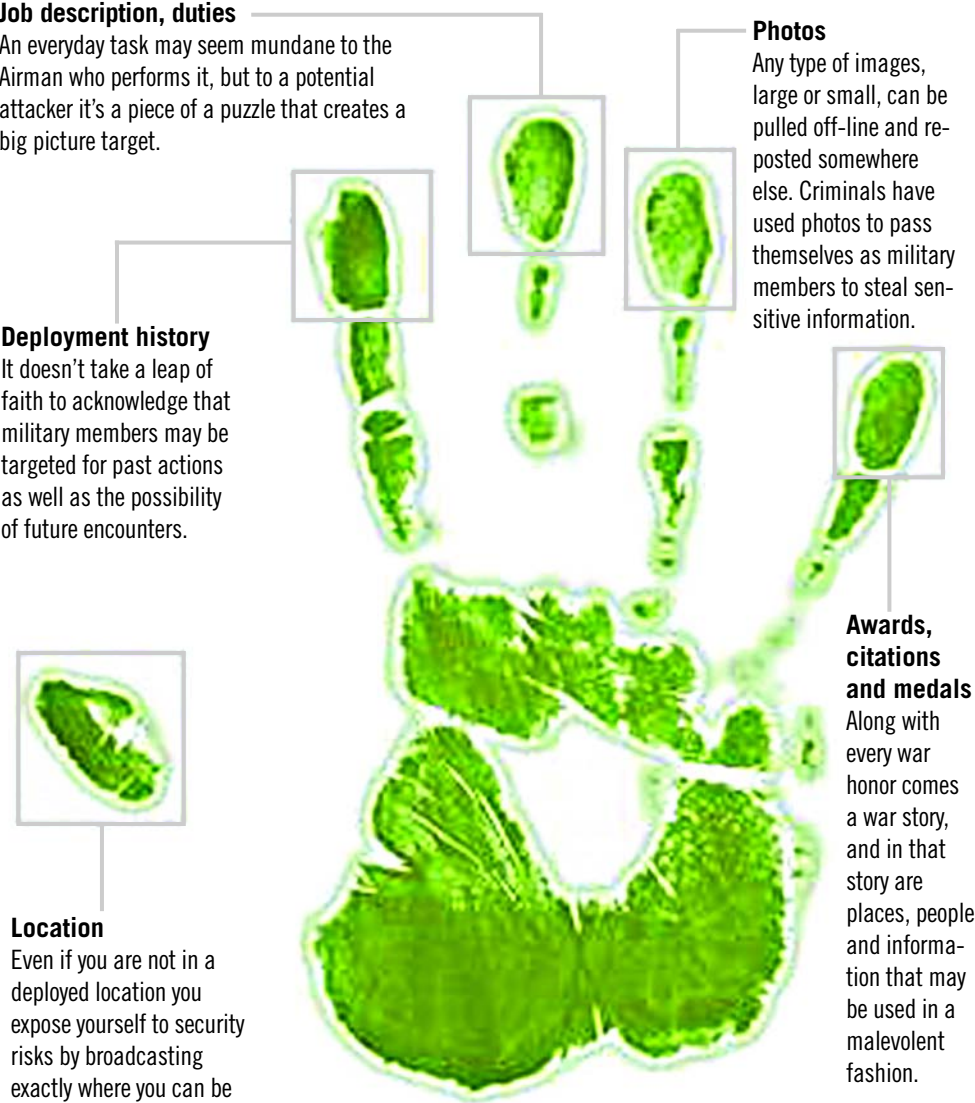 Job description, duties
An everyday task may seem mundane to the
Airman who performs it, but to a potential
attacker it's a piece of a puzzle that creates a
big picture target.
Photos
Any type of images,
large or small, can be
pulled off-line and re-
posted somewhere
else. Criminals have
used photos to pass
themselves as military
members to steal sen-
sitive information.
Deployment history
It doesn't take a leap of
faith to acknowledge that
military members may be
targeted for past actions
as well as the possibility
of future encounters.
Awards,
citations
and medals
Along with
every war
honor comes
a war story,
and in that
story are
places, people
and informa-
tion that may
be used in a
malevolent
fashion.
Location
Even if you are not in a
deployed location you
expose yourself to security
risks by broadcasting
exactly where you can be